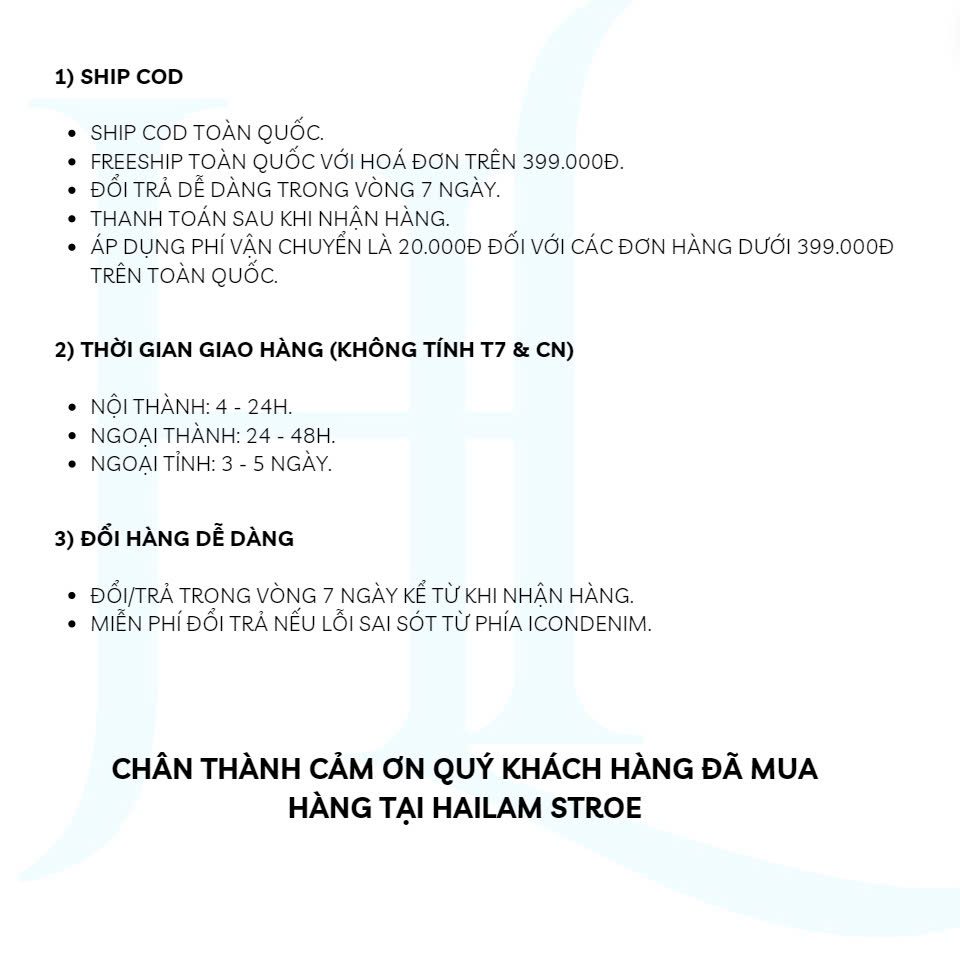 1) SHIP COD
• SHIP COD TOÀN QUỐC.
• FREESHIP TOÀN QUỐC VỚI HOÁ ĐƠN TRÊN 399.000Đ.
• ĐỔI TRẢ DỄ DÀNG TRONG VÒNG 7 NGÀY.
• THANH TOÁN SAU KHI NHẬN HÀNG.
• ÁP DỤNG PHÍ VẬN CHUYỂN LÀ 20.000Đ ĐỐI VỚI CÁC ĐƠN HÀNG DƯỚI 399.000Đ
TRÊN TOÀN QUỐC.
2) THỜI GIAN GIAO HÀNG (KHÔNG TÍNH T7 & CN)
• NỘI THÀNH: 4 - 24H.
• NGOẠI THÀNH: 24 - 48H.
• NGOẠI TỈNH: 3 - 5 NGÀY.
3) ĐỔI HÀNG DỄ DÀNG
• ĐỔI/TRẢ TRONG VÒNG 7 NGÀY KỂ TỪ KHI NHẬN HÀNG.
• MIỄN PHÍ ĐỔI TRẢ NẾU LỖI SAI SÓT TỪ PHÍA ICONDENIM.
CHÂN THÀNH CẢM ƠN QUÝ KHÁCH HÀNG ĐÃ MUA
HÀNG TẠI HAILAM STROE